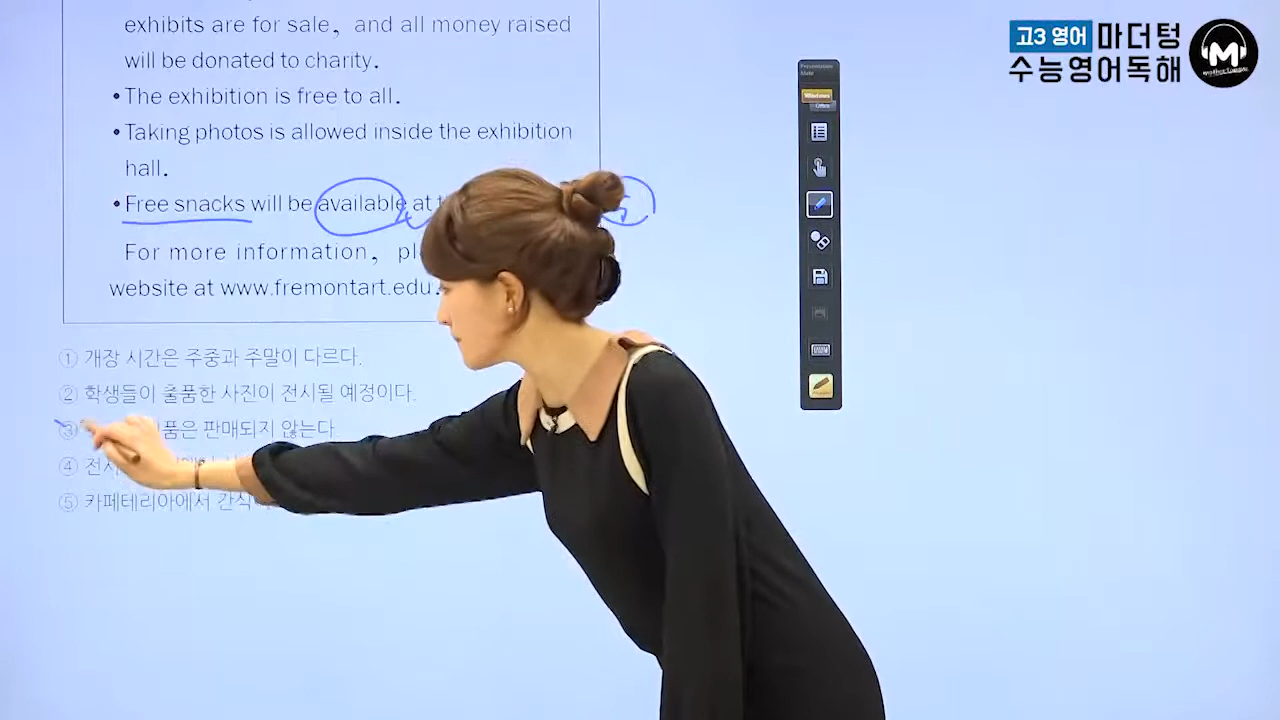 exhibits are for sale, and all money raised
will be donated to charity.
•The exhibition is free to all.
•Taking photos is allowed inside the exhibition
hall.
•Free snacks will be available at
For more information,
website at www.fremontart.edu.
① 개장 시간은 주중과 주말이 다르다.
② 학생들이 출품한 사진이 전시될 예정이다.
③ 판매되지 않는다
④
⑤ 카페테리아에서 간식
고3 영어 마더텅
수능영어독해
M
Presentation
Windows